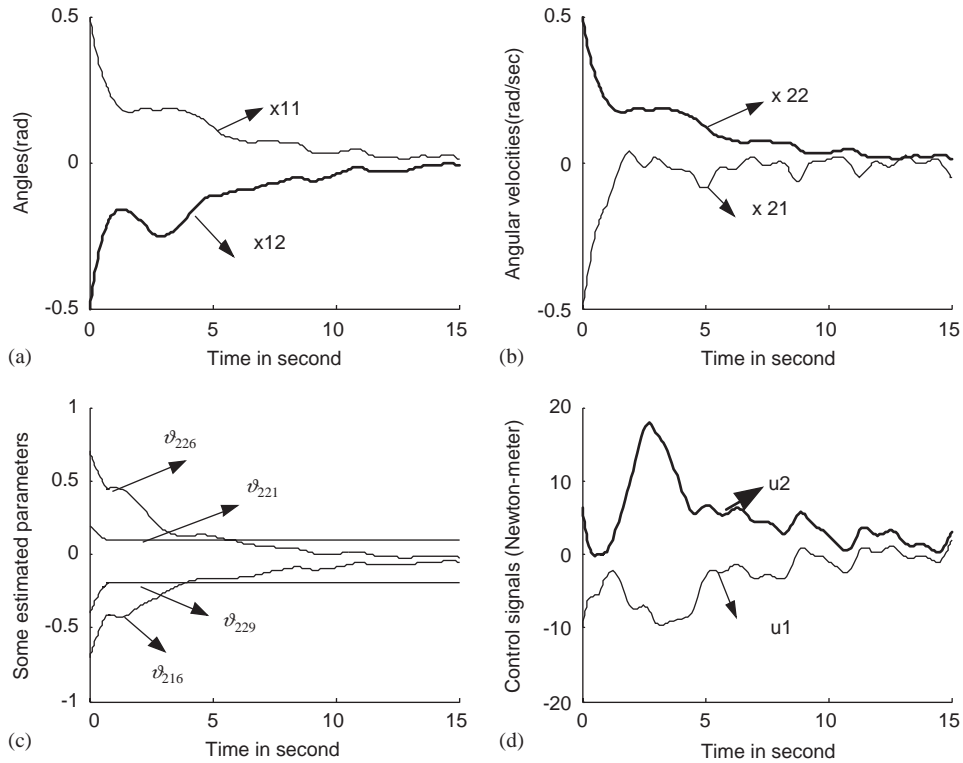 0.5
0
-0.5
Angles(rad)
x11
x12
0 5 10 15
Time in second
(a)
0.5
0
-0.5
Angular velocities(rad/sec)
x 22
x 21
0 5 10 15
Time in second
(b)
1
0.5
0
-0.5
-1
Some estimated parameters
ϑ226
ϑ221
ϑ229
ϑ216
0 5 10 15
Time in second
(c)
20
10
0
-10
-20
Control signals (Newton-meter)
u2
u1
0 5 10 15
Time in second
(d)